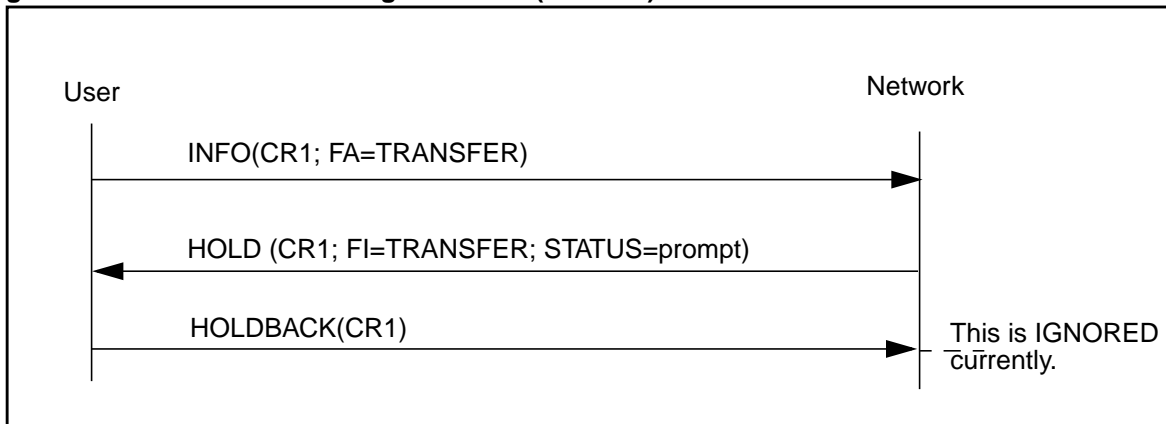 User
Network
INFO(CR1; FA=TRANSFER)
HOLD (CR1; FI=TRANSFER; STATUS=prompt)
HOLDBACK(CR1)
This is IGNORED
currently.